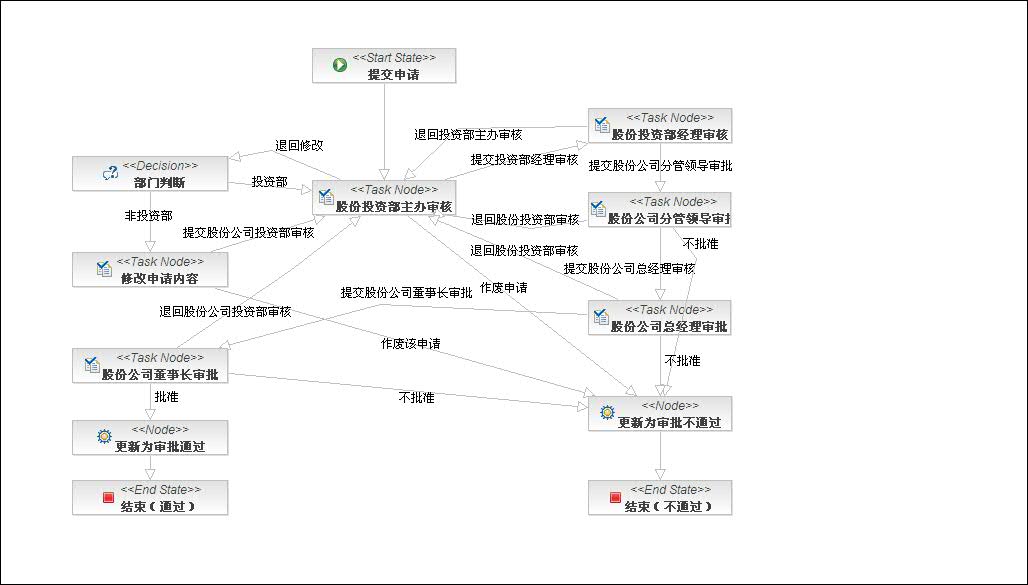 <<Start State>>
提交申请
<<Task Node>>
股份投资部经理审核
退回投资部主办审核
退回修改
提交投资部经理审核
提交股份公司分管领导审批
<<Decision>>
部门判断
投资部
<<Task Node>>
股份投资部主办审核
<<Task Node>>
股份公司分管领导审批
非投资部
退回股份投资部审核
提交股份公司投资部审核
不批准
退回股份投资部审核
<<Task Node>>
修改申请内容
提交股份公司总经理审核
作废申请
提交股份公司董事长审批
退回股份公司投资部审核
<<Task Node>>
股份公司总经理审批
作废该申请
<<Task Node>>
股份公司董事长审批
不批准
批准
不批准
<<Node>>
更新为审批不通过
<<Node>>
更新为审批通过
<<End State>>
结束（通过）
<<End State>>
结束（不通过）